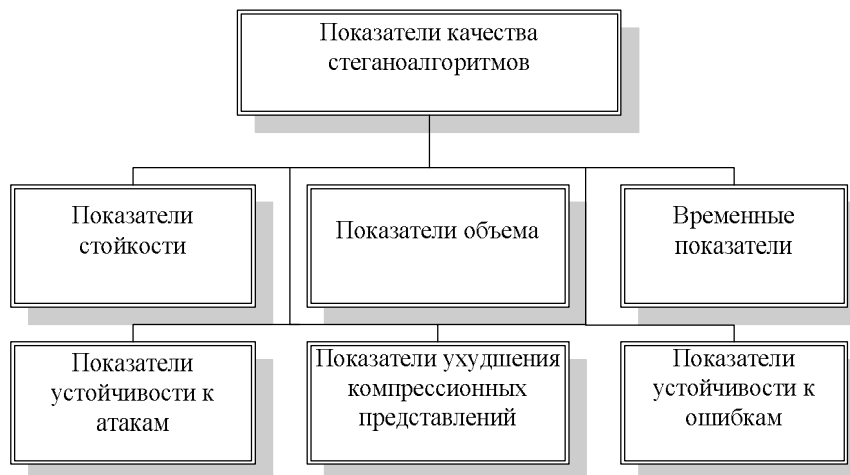 Показатели качества
стеганоалгоритмов
Показатели
стойкости
Показатели объема
Временные
показатели
Показатели
устойчивости к
атакам
Показатели ухудшения
компрессионных
представлений
Показатели
устойчивости к
ошибкам